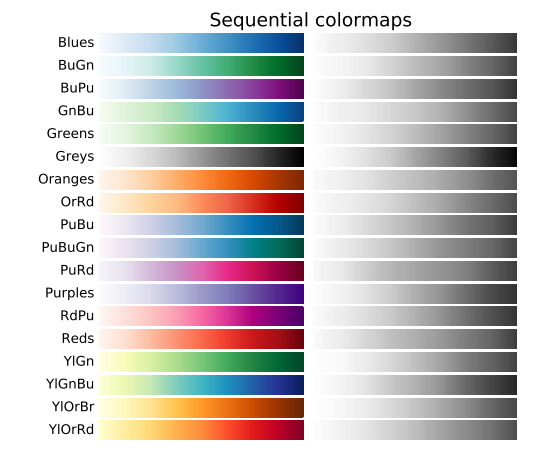 Sequential colormaps
Blues
BuGn
BuPu
GnBu
Greens
Greys
Oranges
OrRd
PuBu
PuBuGn
PuRd
Purples
RdPu
Reds
YlGn
YlGnBu
YlOrBr
YlOrRd